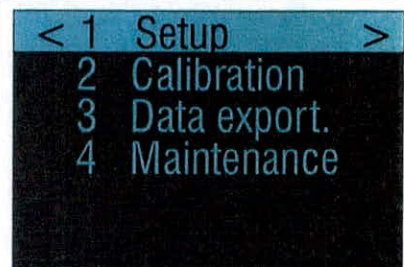 < 1 Setup >
2 Calibration
3 Data export.
4 Maintenance